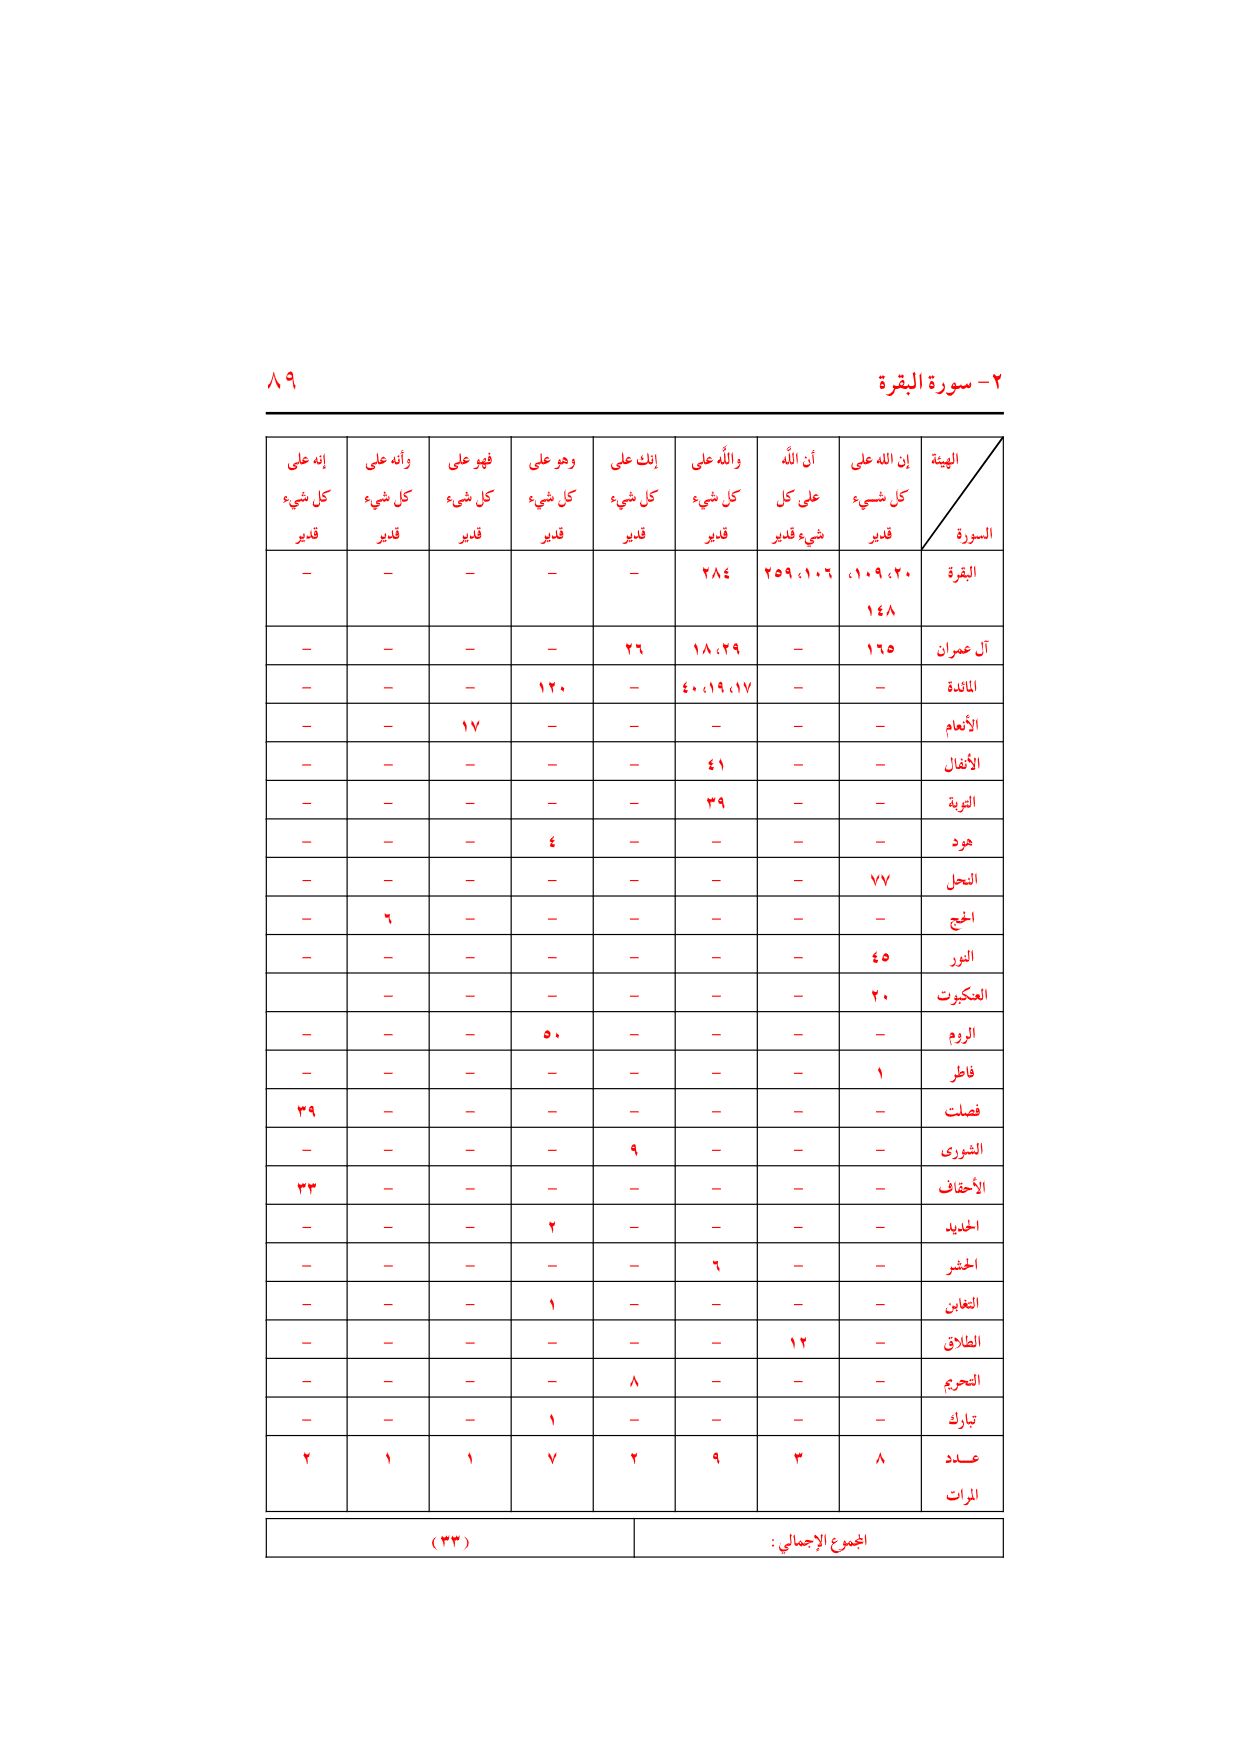 ٢- سورة البقرة ٨٩
الهيئة إن الله على أن اللَّه واللَّه على إنك على وهو على فهو على وأنه على إنه على
كل شـيء على كل كل شيء كل شيء كل شيء كل شىء كل شيء كل شيء
السورة قدير شيء قدير قدير قدير قدير قدير قدير قدير
البقرة ٢٠، ١٠٩، ١٠٦، ٢٥٩ ٢٨٤ – – – – –
١٤٨
آل عمران ١٦٥ – ٢٩، ١٨ ٢٦ – – – –
المائدة – – ١٧، ١٩، ٤٠ – ١٢٠ – – –
الأنعام – – – – – ١٧ – –
الأنفال – – ٤١ – – – – –
التوبة – – ٣٩ – – – – –
هود – – – – ٤ – – –
النحل ٧٧ – – – – – – –
الحج – – – – – – ٦ –
النور ٤٥ – – – – – – –
العنكبوت ٢٠ – – – – – –
الروم – – – – ٥٠ – – –
فاطر ١ – – – – – – –
فصلت – – – – – – – ٣٩
الشورى – – – ٩ – – – –
الأحقاف – – – – – – – ٣٣
الحديد – – – – ٢ – – –
الحشر – – ٦ – – – – –
التغابن – – – – ١ – – –
الطلاق – ١٢ – – – – – –
التحريم – – – ٨ – – – –
تبارك – – – – ١ – – –
عـــدد ٨ ٣ ٩ ٢ ٧ ١ ١ ٢
المرات
المجموع الإجمالي : (٣٣)